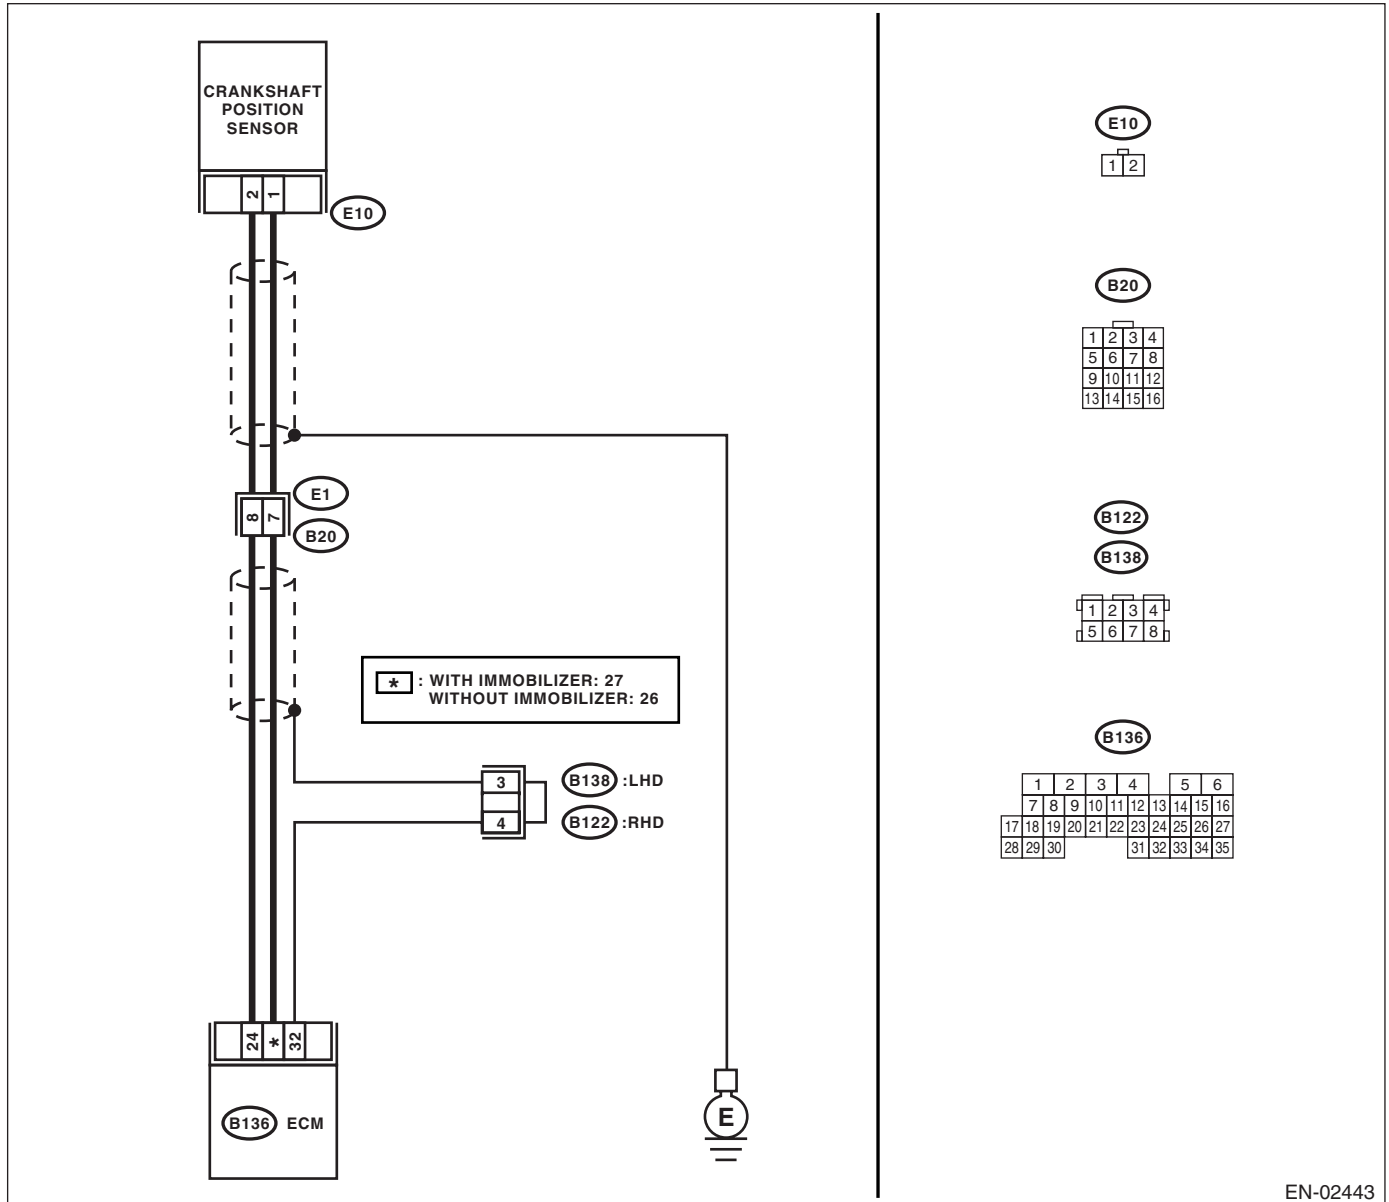 CRANKSHAFT
POSITION
SENSOR
2 1
E10
E1
8 7
B20
* : WITH IMMOBILIZER: 27
WITHOUT IMMOBILIZER: 26
3
B138 :LHD
4
B122 :RHD
24 * 32
B136 ECM
E
E10
1 2
B20
1 2 3 4
5 6 7 8
9 10 11 12
13 14 15 16
B122
B138
1 2 3 4
5 6 7 8
B136
1 2 3 4 5 6
7 8 9 10 11 12 13 14 15 16
17 18 19 20 21 22 23 24 25 26 27
28 29 30 31 32 33 34 35
EN-02443